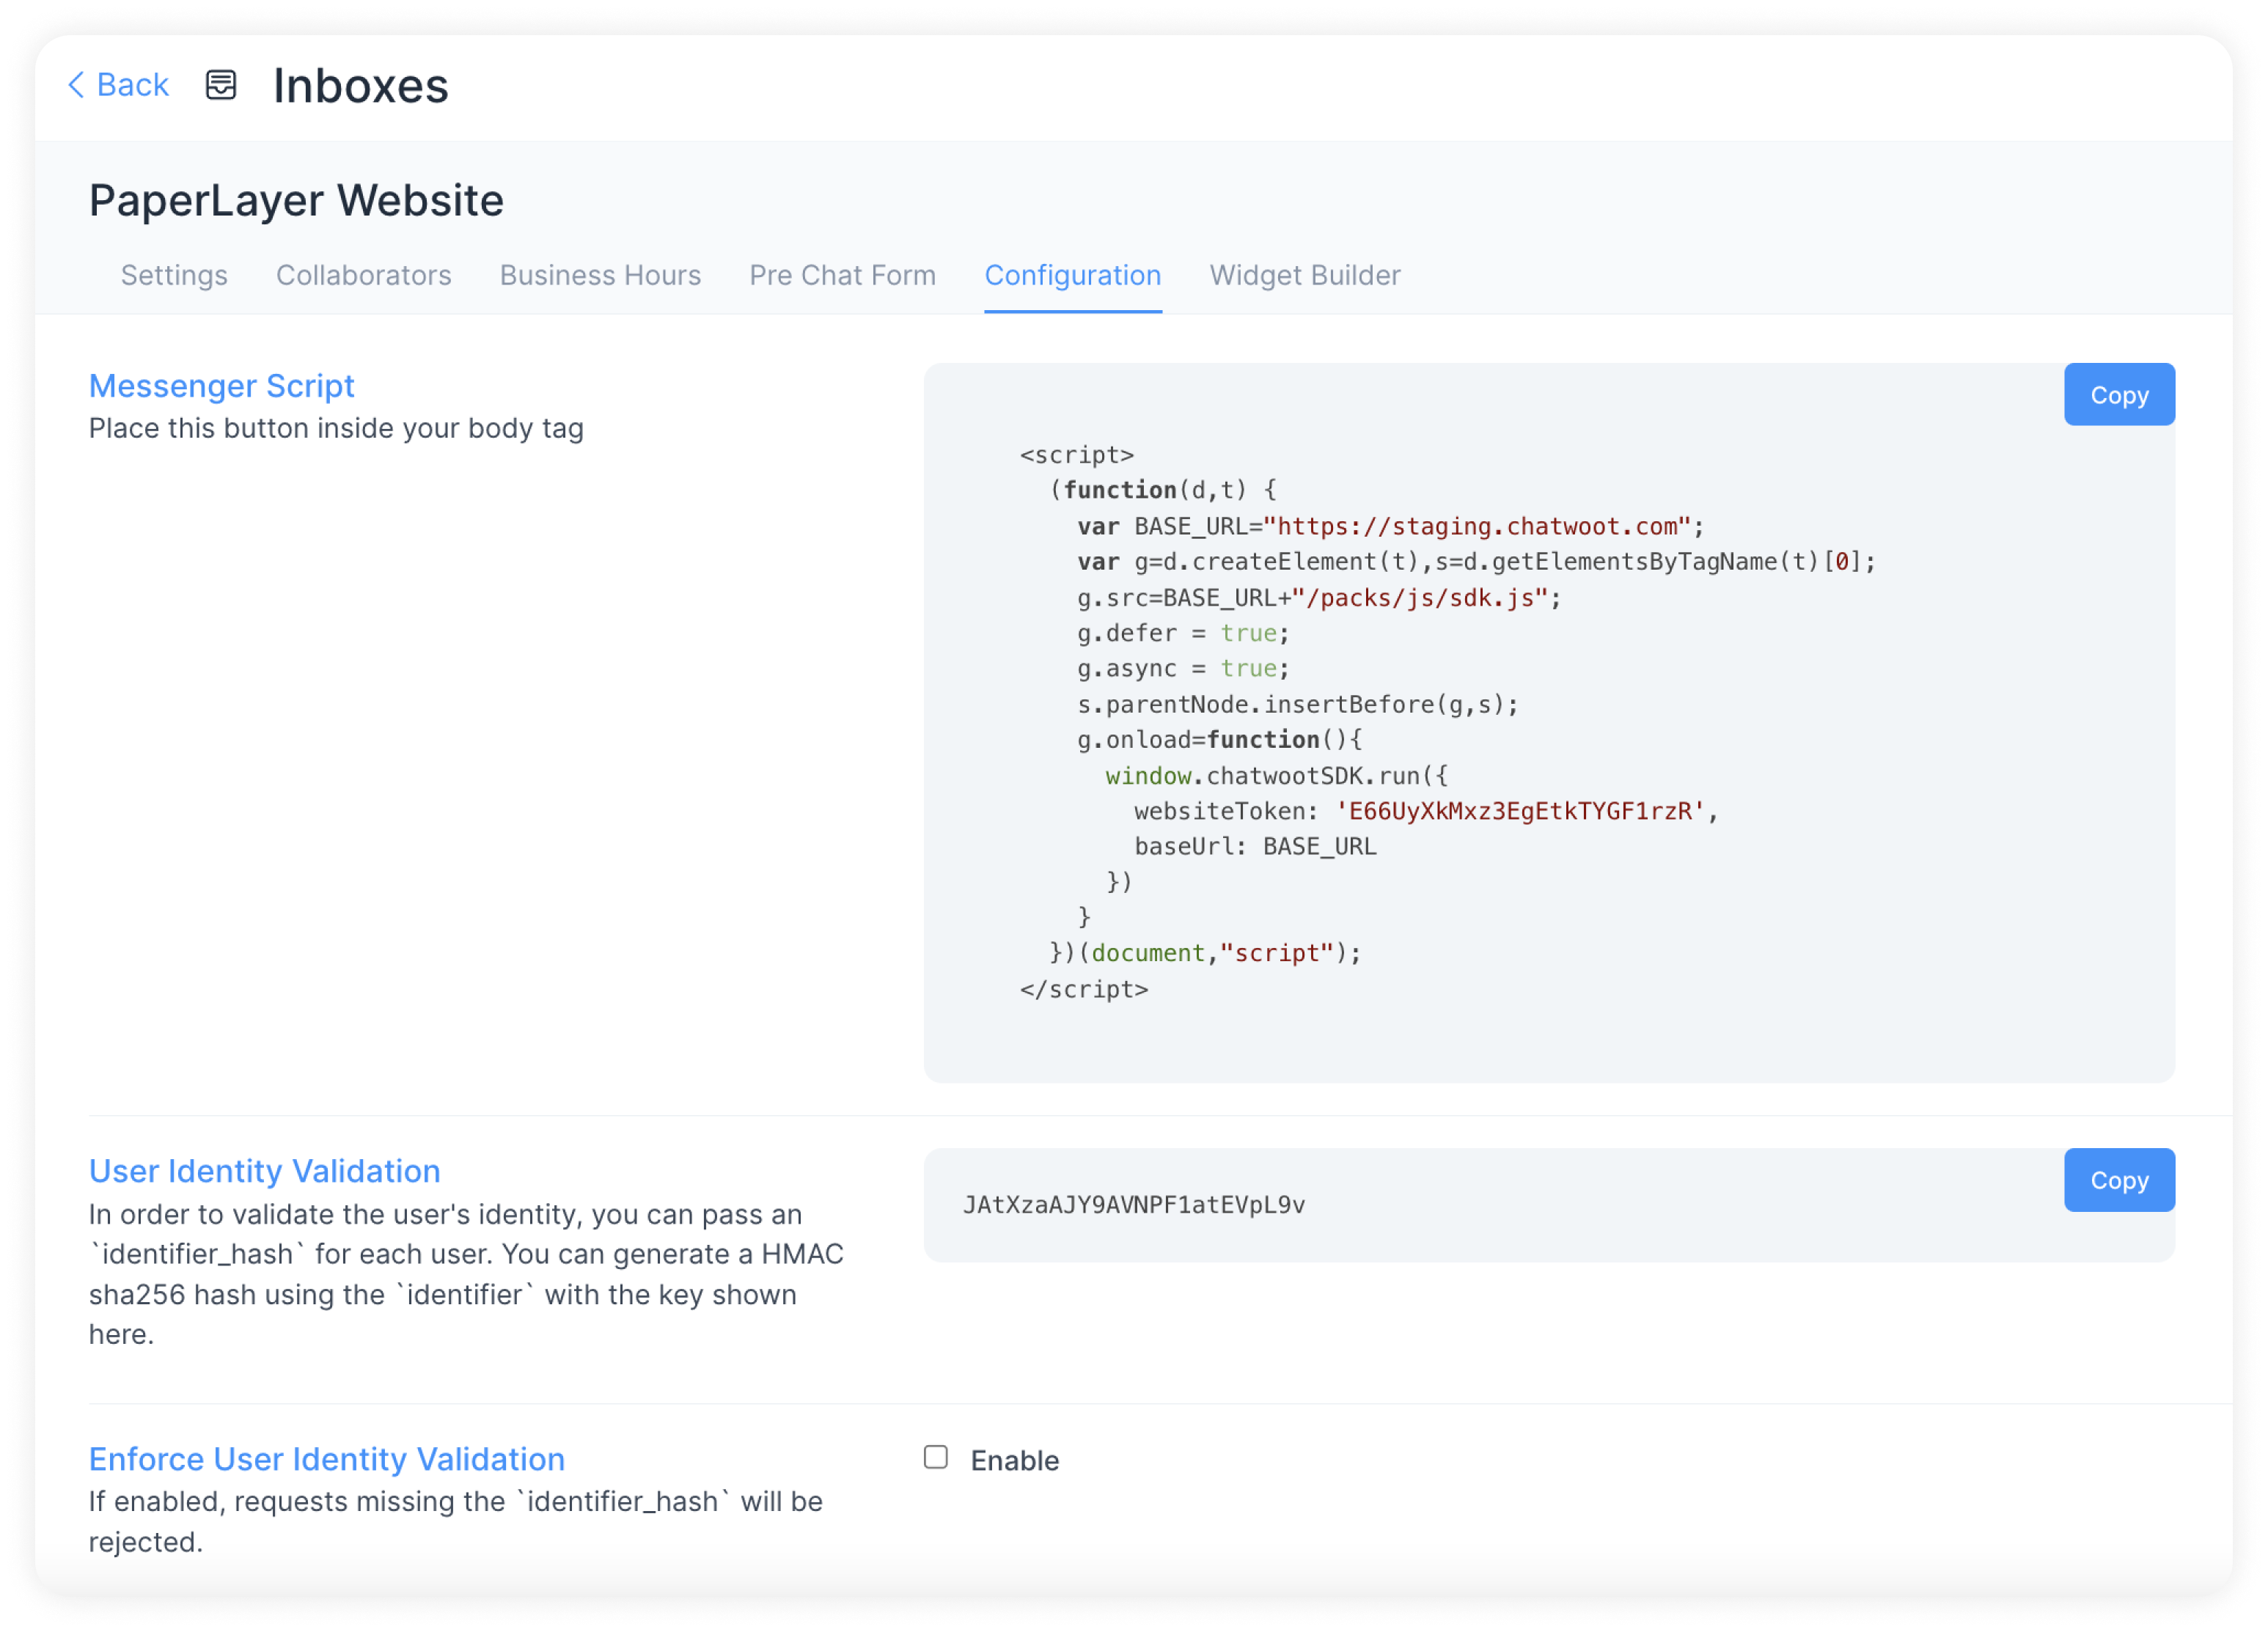 Back Inboxes
PaperLayer Website
Settings Collaborators Business Hours Pre Chat Form Configuration Widget Builder
Messenger Script
Place this button inside your body tag
Copy
<script>
(function(d,t) {
var BASE_URL="https://staging.chatwoot.com";
var g=d.createElement(t),s=d.getElementsByTagName(t)[0];
g.src=BASE_URL+"/packs/js/sdk.js";
g.defer = true;
g.async = true;
s.parentNode.insertBefore(g,s);
g.onload=function(){
window.chatwootSDK.run({
websiteToken: 'E66UyXkMxz3EgEtkTYGF1rzR',
baseUrl: BASE_URL
})
}
})(document,"script");
</script>
User Identity Validation
In order to validate the user's identity, you can pass an
`identifier_hash` for each user. You can generate a HMAC
sha256 hash using the `identifier` with the key shown
here.
Copy
JAtXzaAJY9AVNPF1atEVpL9v
Enforce User Identity Validation
If enabled, requests missing the `identifier_hash` will be
rejected.
Enable